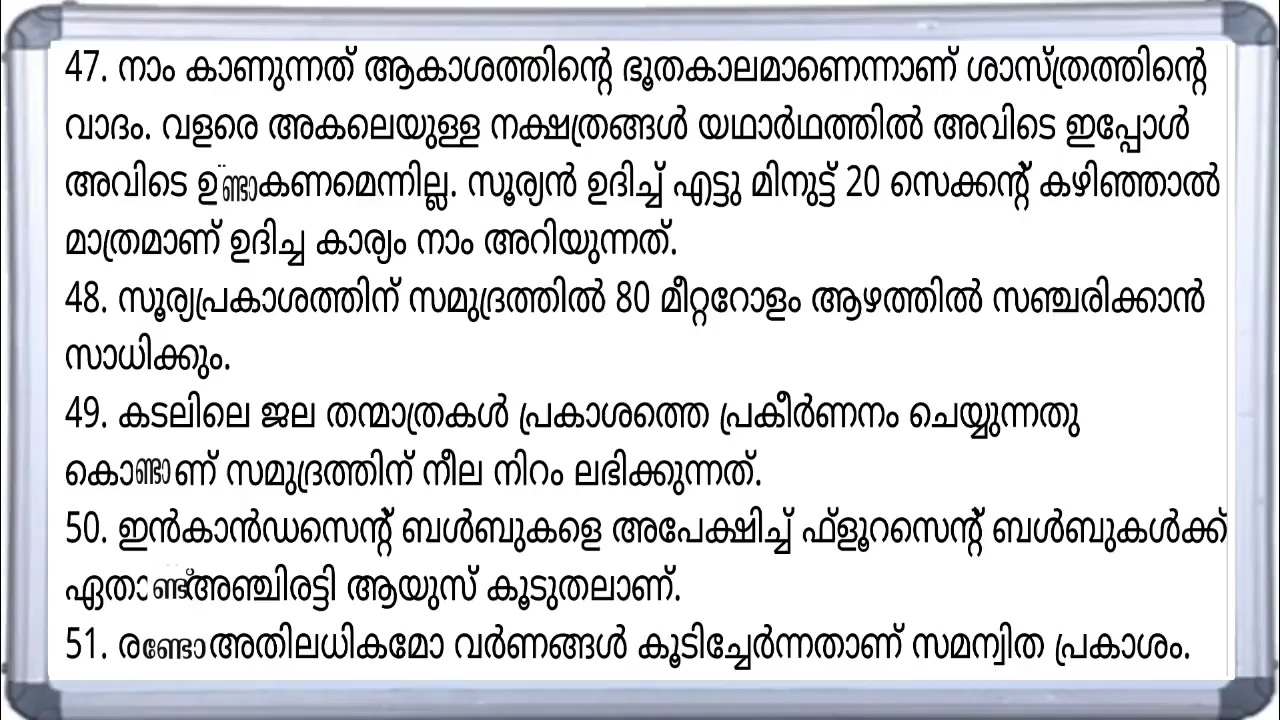 47. നാം കാണുന്നത് ആകാശത്തിന്റെ ഭൂതകാലമാണെന്നാണ് ശാസ്ത്രത്തിന്റെ
വാദം. വളരെ അകലെയുള്ള നക്ഷത്രങ്ങൾ യഥാർഥത്തിൽ അവിടെ ഇപ്പോൾ
അവിടെ ഉണ്ടാകണമെന്നില്ല. സൂര്യൻ ഉദിച്ച് എട്ടു മിനുട്ട് 20 സെക്കന്റ് കഴിഞ്ഞാൽ
മാത്രമാണ് ഉദിച്ച കാര്യം നാം അറിയുന്നത്.
48. സൂര്യപ്രകാശത്തിന് സമുദ്രത്തിൽ 80 മീറ്ററോളം ആഴത്തിൽ സഞ്ചരിക്കാൻ
സാധിക്കും.
49. കടലിലെ ജല തന്മാത്രകൾ പ്രകാശത്തെ പ്രകീർണനം ചെയ്യുന്നതു
കൊണ്ടാണ് സമുദ്രത്തിന് നീല നിറം ലഭിക്കുന്നത്.
50. ഇൻകാൻഡസെന്റ് ബൾബുകളെ അപേക്ഷിച്ച് ഫ്ളൂറസെന്റ് ബൾബുകൾക്ക്
ഏതാണ്ട് അഞ്ചിരട്ടി ആയുസ് കൂടുതലാണ്.
51. രണ്ടോ അതിലധികമോ വർണങ്ങൾ കൂടിച്ചേർന്നതാണ് സമന്വിത പ്രകാശം.